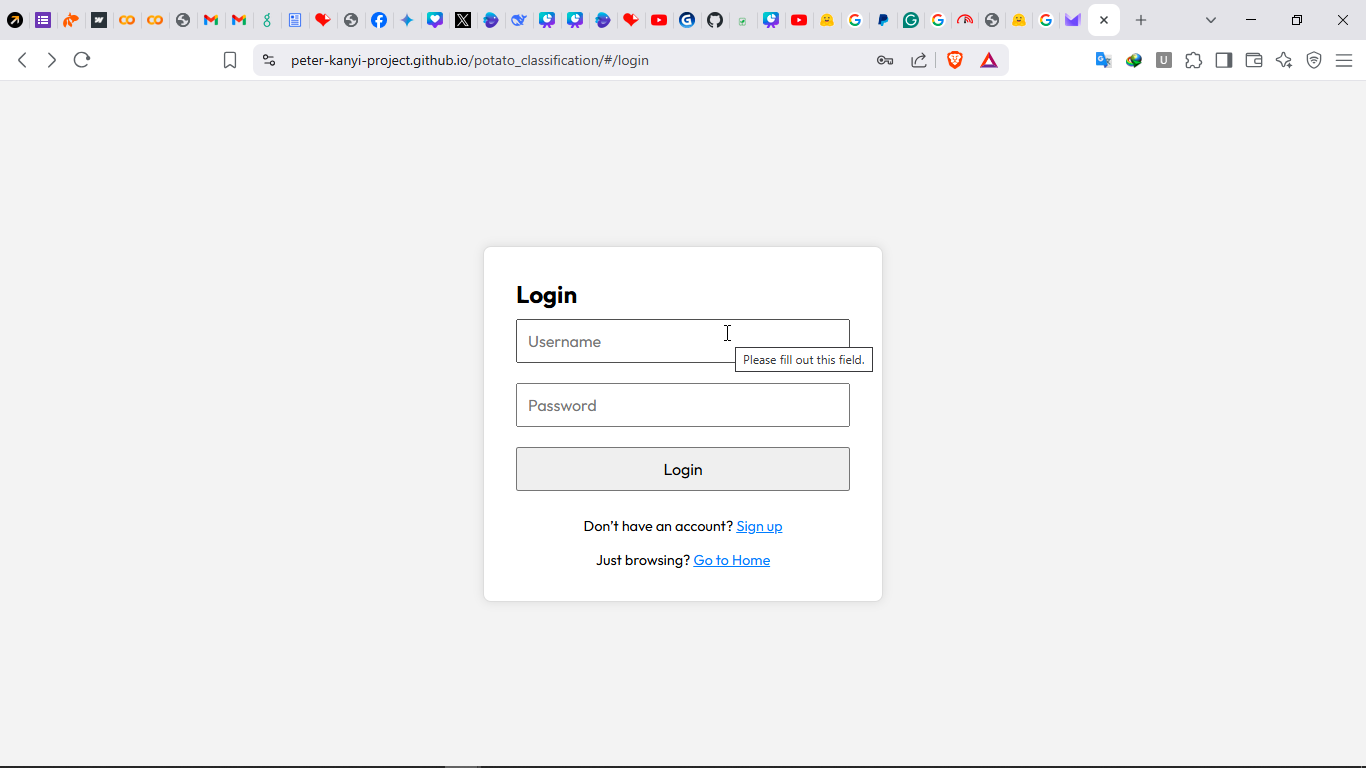 peter-kanyi-project.github.io/potato_classification/#/login
Login
Username
Please fill out this field.
Password
Login
Don't have an account? Sign up
Just browsing? Go to Home